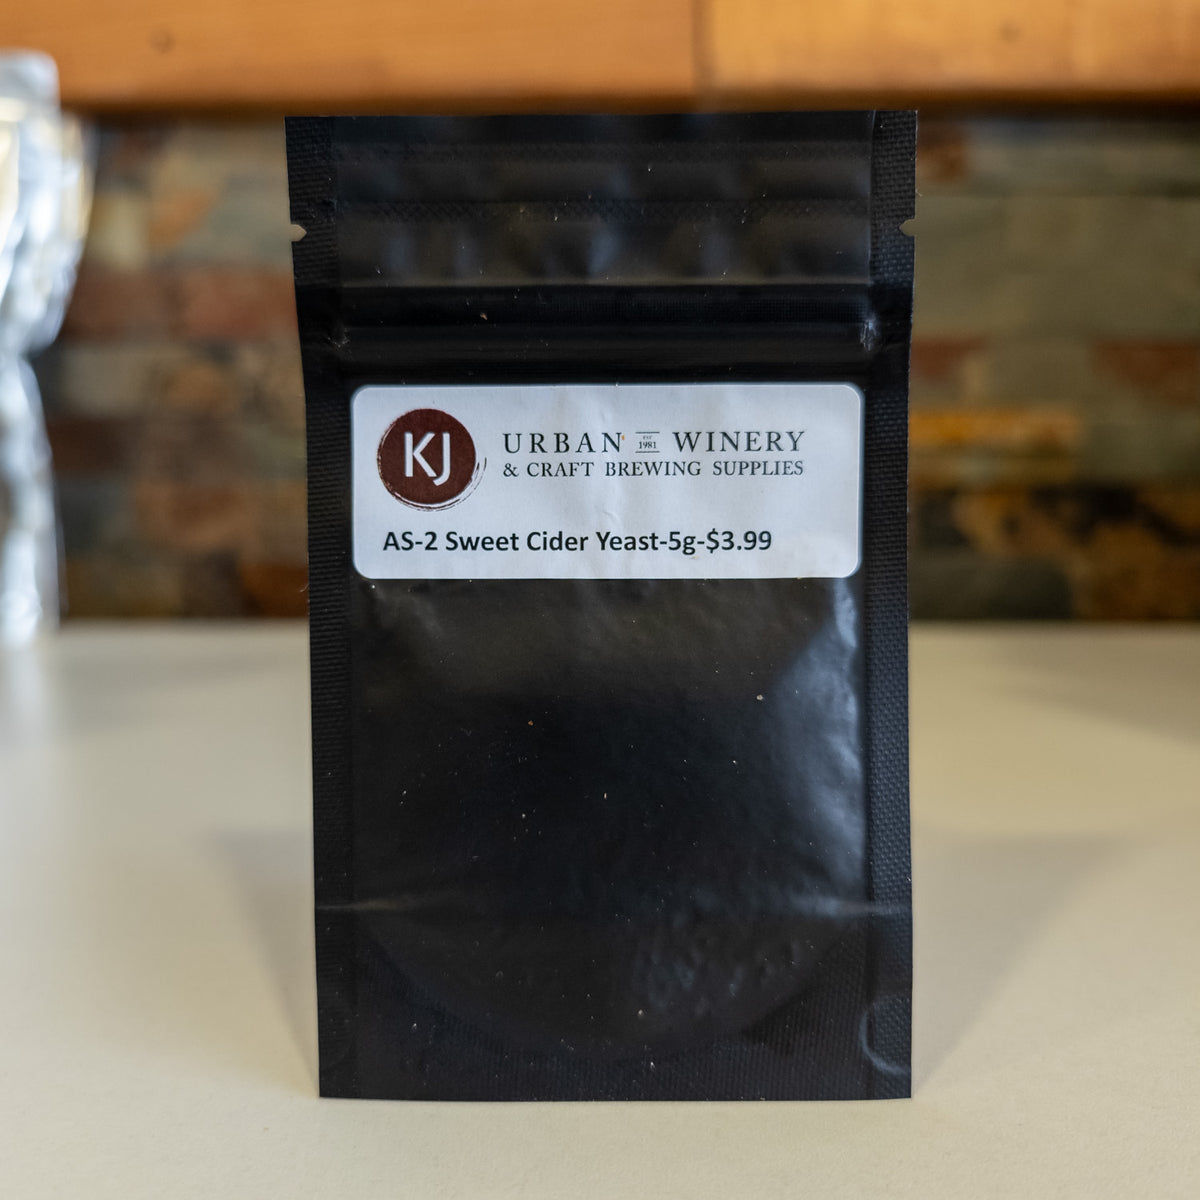 KJ
URBAN EST 1981 WINERY
& CRAFT BREWING SUPPLIES
AS-2 Sweet Cider Yeast-5g-$3.99